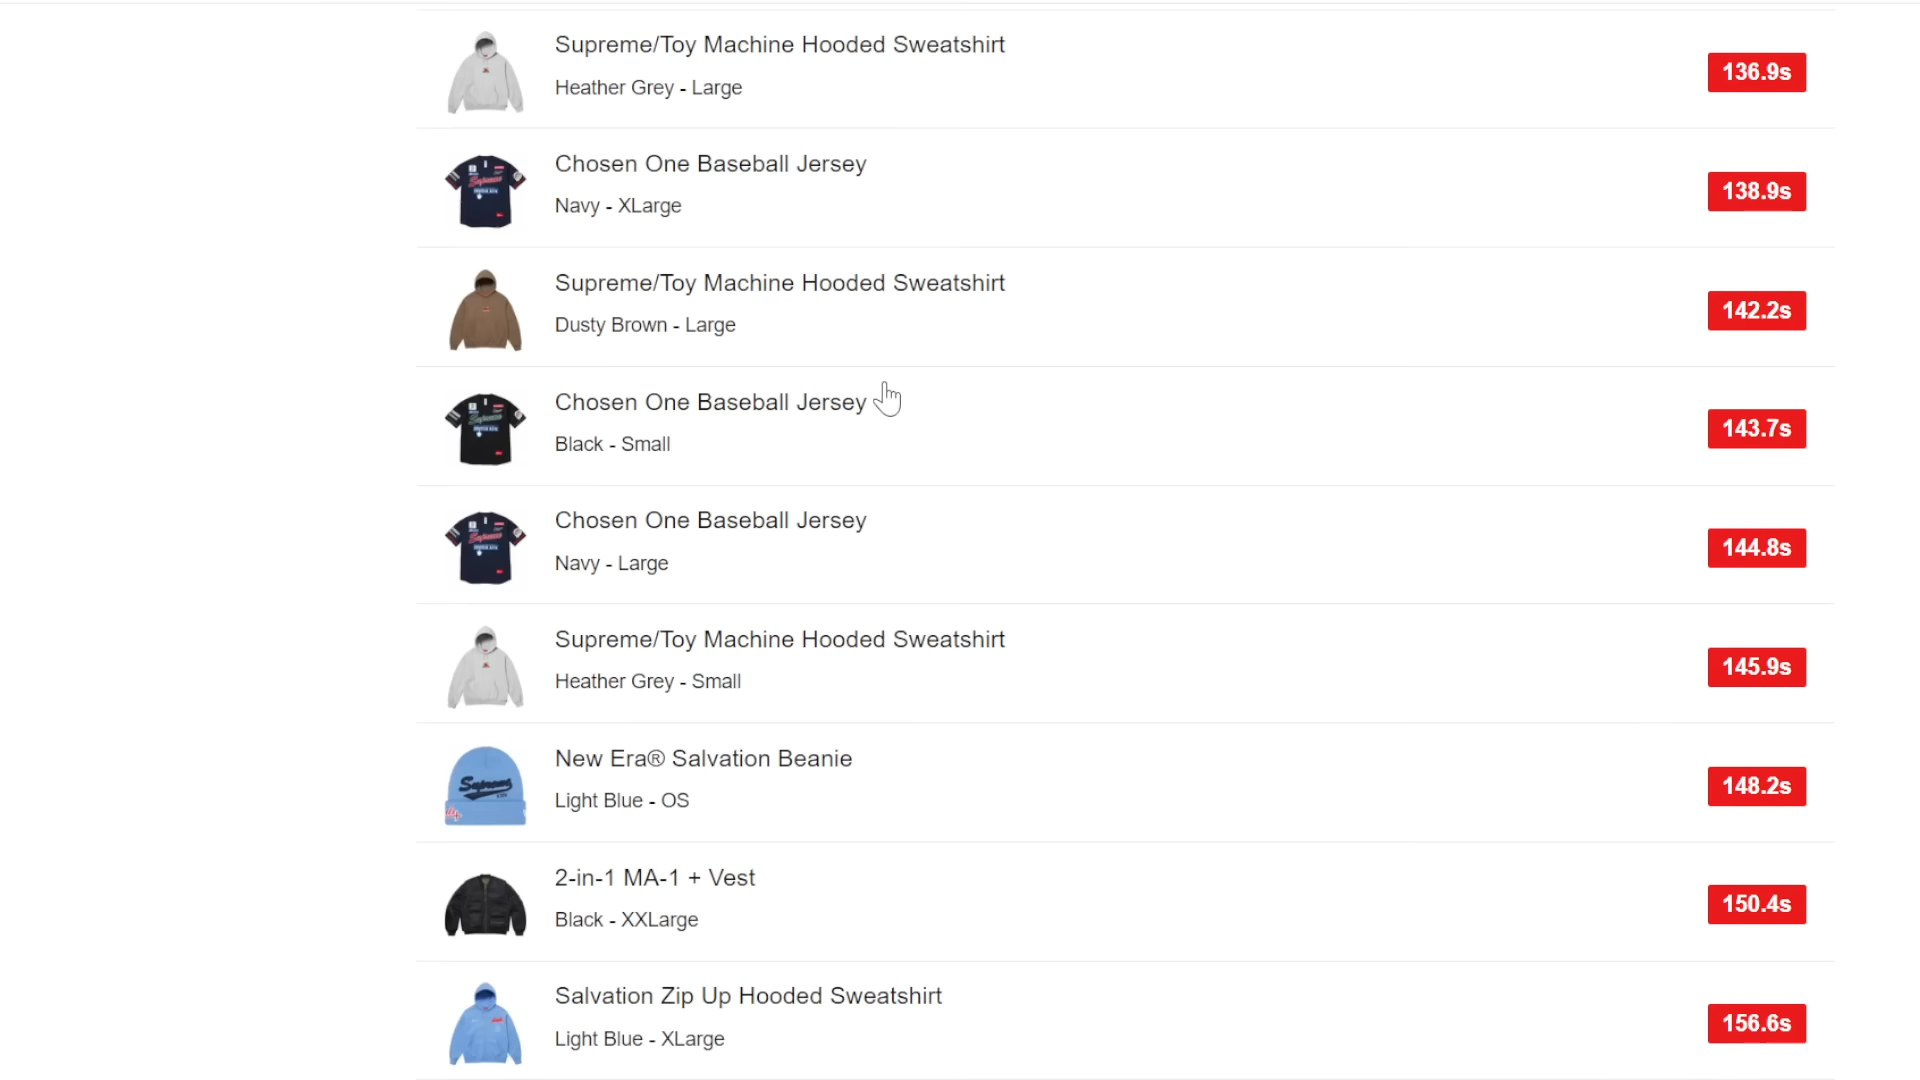 Supreme/Toy Machine Hooded Sweatshirt
Heather Grey - Large
136.9s
Chosen One Baseball Jersey
Navy - XLarge
138.9s
Supreme/Toy Machine Hooded Sweatshirt
Dusty Brown - Large
142.2s
Chosen One Baseball Jersey
Black - Small
143.7s
Chosen One Baseball Jersey
Navy - Large
144.8s
Supreme/Toy Machine Hooded Sweatshirt
Heather Grey - Small
145.9s
New Era® Salvation Beanie
Light Blue - OS
148.2s
Supreme
2-in-1 MA-1 + Vest
Black - XXLarge
150.4s
Salvation Zip Up Hooded Sweatshirt
Light Blue - XLarge
156.6s